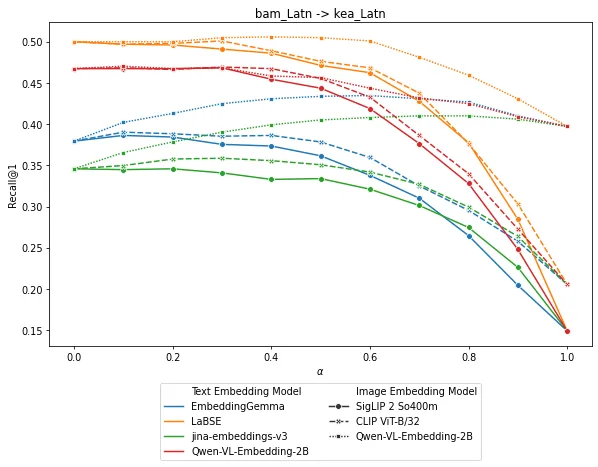 bam_Latn -> kea_Latn
0.50
0.45
0.40
0.35
0.30
0.25
0.20
0.15
Recall@1
0.0 0.2 0.4 0.6 0.8 1.0
α
Text Embedding Model Image Embedding Model
EmbeddingGemma SigLIP 2 So400m
LaBSE CLIP ViT-B/32
jina-embeddings-v3 Qwen-VL-Embedding-2B
Qwen-VL-Embedding-2B